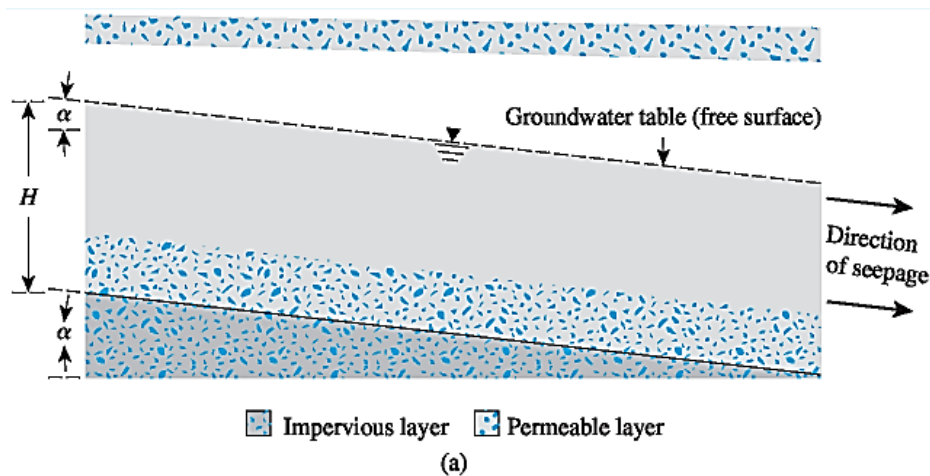 α
Groundwater table (free surface)
H
Direction
of seepage
α
Impervious layer Permeable layer
(a)